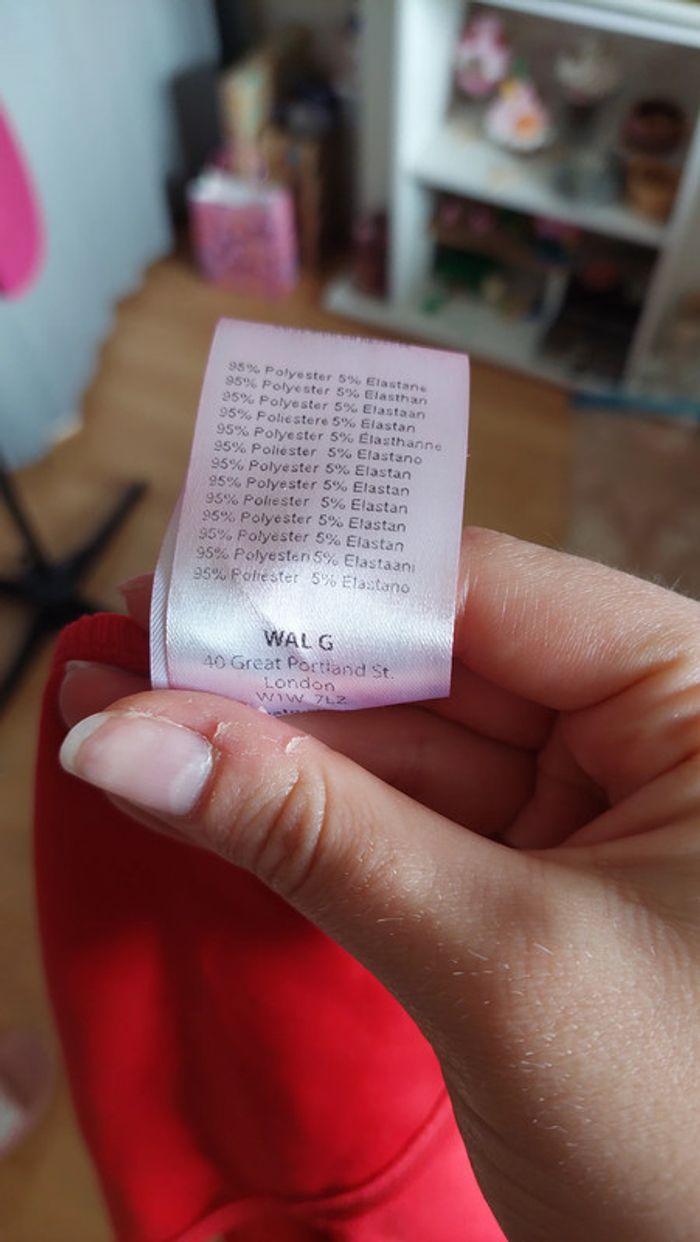 95% Polyester 5% Elastane
95% Polyester 5% Elasthan
95% Polyester 5% Elastaan
95% Poliestere 5% Elastan
95% Polyester 5% Élasthanne
95% Poliester 5% Elastano
95% Polyester 5% Elastan
95% Polyester 5% Elastan
95% Poliester 5% Elastan
95% Polyester 5% Elastan
95% Polyester 5% Elastan
95% Polyesteri 5% Elastaani
95% Poliéster 5% Elastano
WAL G
40 Great Portland St.
London
W1W 7LZ